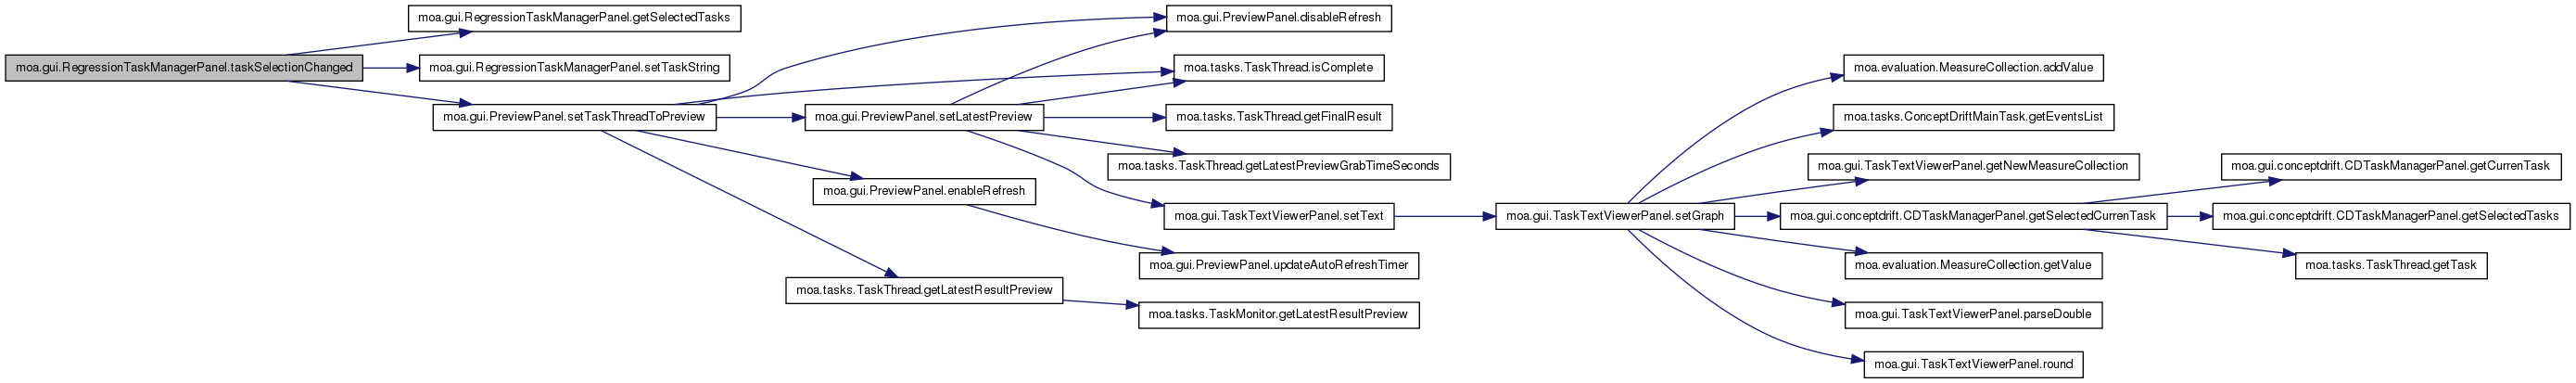 moa.gui.RegressionTaskManagerPanel.taskSelectionChanged
moa.gui.RegressionTaskManagerPanel.getSelectedTasks
moa.gui.RegressionTaskManagerPanel.setTaskString
moa.gui.PreviewPanel.setTaskThreadToPreview
moa.gui.PreviewPanel.setLatestPreview
moa.gui.PreviewPanel.enableRefresh
moa.tasks.TaskThread.getLatestResultPreview
moa.gui.PreviewPanel.disableRefresh
moa.tasks.TaskThread.isComplete
moa.tasks.TaskThread.getFinalResult
moa.tasks.TaskThread.getLatestPreviewGrabTimeSeconds
moa.gui.TaskTextViewerPanel.setText
moa.gui.PreviewPanel.updateAutoRefreshTimer
moa.tasks.TaskMonitor.getLatestResultPreview
moa.gui.TaskTextViewerPanel.setGraph
moa.evaluation.MeasureCollection.addValue
moa.tasks.ConceptDriftMainTask.getEventsList
moa.gui.TaskTextViewerPanel.getNewMeasureCollection
moa.gui.conceptdrift.CDTaskManagerPanel.getSelectedCurrenTask
moa.evaluation.MeasureCollection.getValue
moa.gui.TaskTextViewerPanel.parseDouble
moa.gui.TaskTextViewerPanel.round
moa.gui.conceptdrift.CDTaskManagerPanel.getCurrenTask
moa.gui.conceptdrift.CDTaskManagerPanel.getSelectedTasks
moa.tasks.TaskThread.getTask